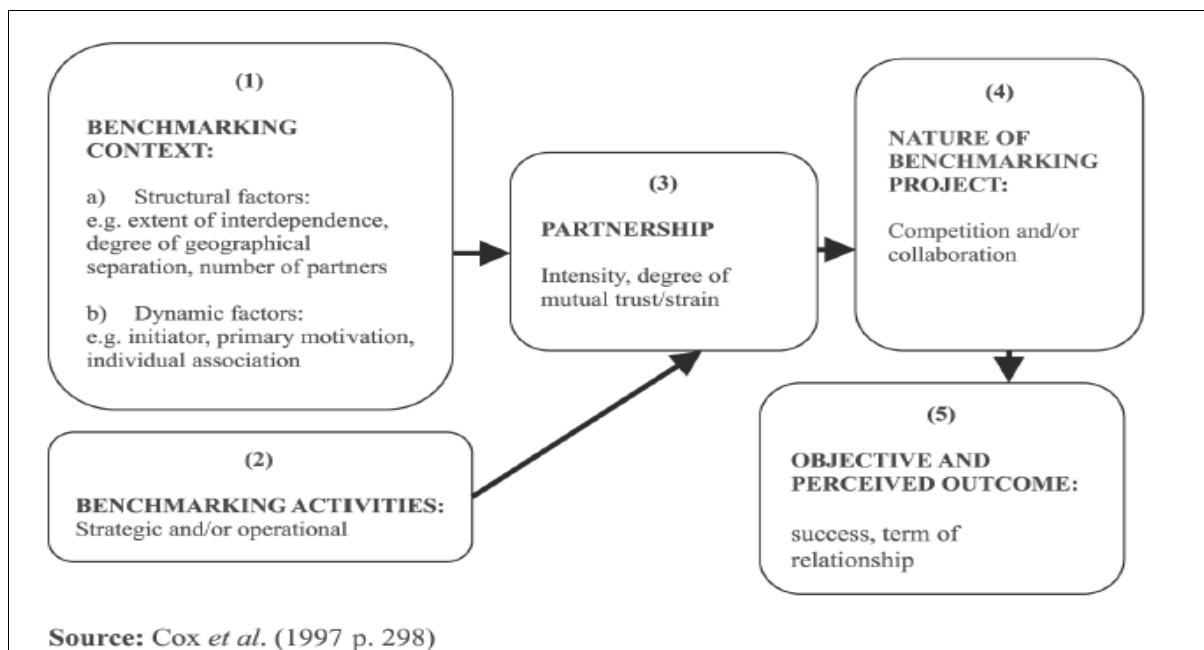 (1)
BENCHMARKING
CONTEXT:
a) Structural factors:
e.g. extent of interdependence,
degree of geographical
separation, number of partners
b) Dynamic factors:
e.g. initiator, primary motivation,
individual association
(2)
BENCHMARKING ACTIVITIES:
Strategic and/or operational
(3)
PARTNERSHIP
Intensity, degree of
mutual trust/strain
(4)
NATURE OF
BENCHMARKING
PROJECT:
Competition and/or
collaboration
(5)
OBJECTIVE AND
PERCEIVED OUTCOME:
success, term of
relationship
Source: Cox et al. (1997 p. 298)